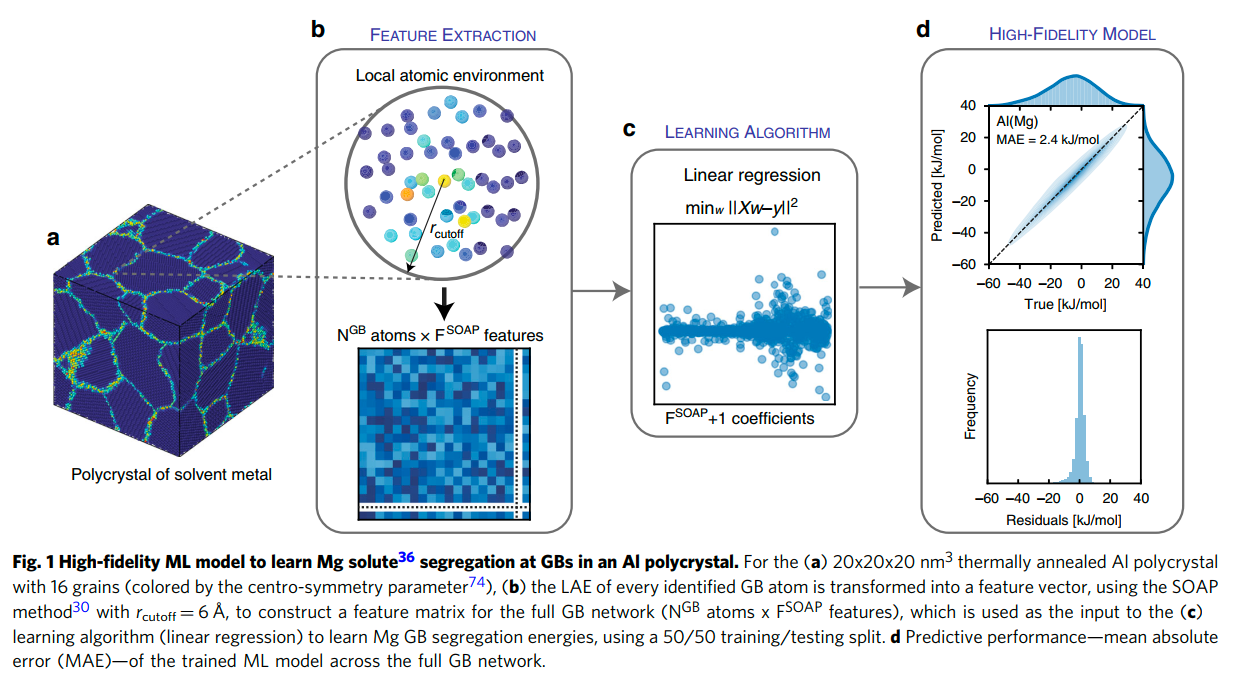 a
Polycrystal of solvent metal
b
FEATURE EXTRACTION
Local atomic environment
rcutoff
N^GB atoms × F^SOAP features
c
LEARNING ALGORITHM
Linear regression
minw ||Xw–y||²
F^SOAP+1 coefficients
d
HIGH-FIDELITY MODEL
Al(Mg)
MAE = 2.4 kJ/mol
Predicted [kJ/mol]
40
20
0
−20
−40
−60
−60 −40 −20 0 20 40
True [kJ/mol]
Frequency
−60 −40 −20 0 20 40
Residuals [kJ/mol]
Fig. 1 High-fidelity ML model to learn Mg solute36 segregation at GBs in an Al polycrystal. For the (a) 20x20x20 nm³ thermally annealed Al polycrystal
with 16 grains (colored by the centro-symmetry parameter74), (b) the LAE of every identified GB atom is transformed into a feature vector, using the SOAP
method30 with rcutoff = 6 Å, to construct a feature matrix for the full GB network (N^GB atoms x F^SOAP features), which is used as the input to the (c)
learning algorithm (linear regression) to learn Mg GB segregation energies, using a 50/50 training/testing split. d Predictive performance—mean absolute
error (MAE)—of the trained ML model across the full GB network.